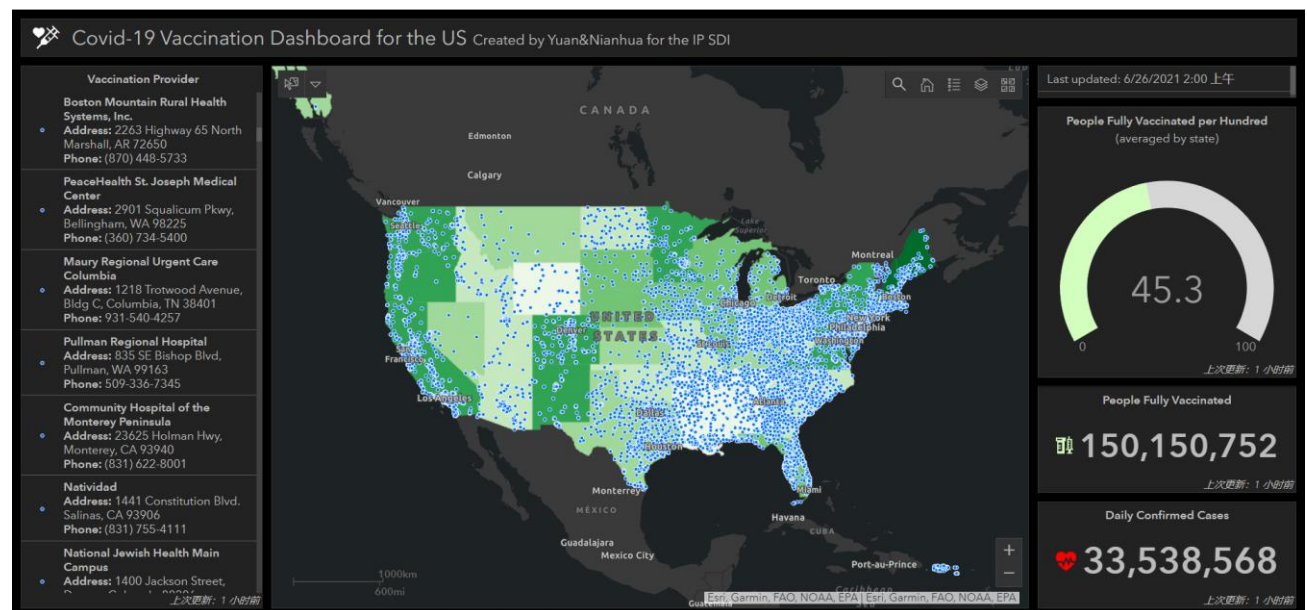 Covid-19 Vaccination Dashboard for the US Created by Yuan&Nianhua for the IP SDI
Vaccination Provider
Boston Mountain Rural Health
Systems, Inc.
Address: 2263 Highway 65 North
Marshall, AR 72650
Phone: (870) 448-5733
PeaceHealth St. Joseph Medical
Center
Address: 2901 Squalicum Pkwy,
Bellingham, WA 98225
Phone: (360) 734-5400
Maury Regional Urgent Care
Columbia
Address: 1218 Trotwood Avenue,
Bldg C, Columbia, TN 38401
Phone: 931-540-4257
Pullman Regional Hospital
Address: 835 SE Bishop Blvd,
Pullman, WA 99163
Phone: 509-336-7345
Community Hospital of the
Monterey Peninsula
Address: 23625 Holman Hwy,
Monterey, CA 93940
Phone: (831) 622-8001
Natividad
Address: 1441 Constitution Blvd.
Salinas, CA 93906
Phone: (831) 755-4111
National Jewish Health Main
Campus
Address: 1400 Jackson Street,
上次更新: 1 小时前
CANADA
Edmonton
Calgary
Vancouver
Seattle
Lake
Superior
Montreal
Toronto
Boston
Chicago
Detroit
New York
Philadelphia
Washington
UNITED
STATES
Denver
St Louis
San
Francisco
Los Angeles
Atlanta
Dallas
Houston
Monterrey
Miami
MÉXICO
Havana
CUBA
Guadalajara
Mexico City
Port-au-Prince
Caribbean
Guatemala
1000km
600mi
+
−
Esri, Garmin, FAO, NOAA, EPA | Esri, Garmin, FAO, NOAA, EPA
Last updated: 6/26/2021 2:00 上午
People Fully Vaccinated per Hundred
(averaged by state)
45.3
0
100
上次更新: 1 小时前
People Fully Vaccinated
150,150,752
上次更新: 1 小时前
Daily Confirmed Cases
33,538,568
上次更新: 1 小时前